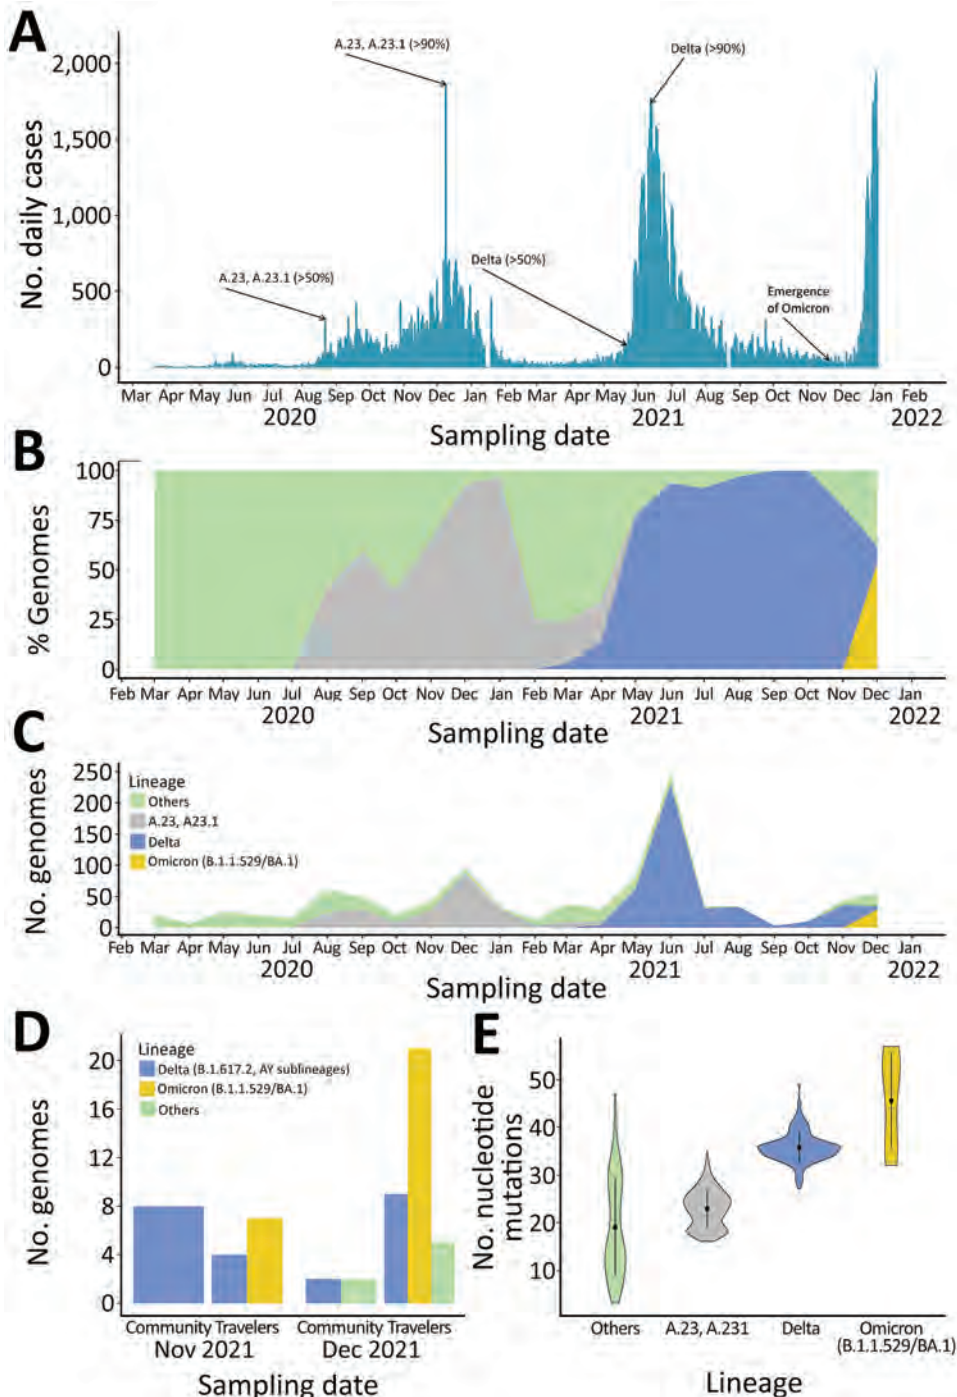 A
No. daily cases
2,000
1,500
1,000
500
0
A.23, A.23.1 (>90%)
Delta (>90%)
A.23, A.23.1 (>50%)
Delta (>50%)
Emergence
of Omicron
Mar Apr May Jun Jul Aug Sep Oct Nov Dec Jan Feb Mar Apr May Jun Jul Aug Sep Oct Nov Dec Jan Feb
2020 2021 2022
Sampling date
B
% Genomes
100
75
50
25
0
Feb Mar Apr May Jun Jul Aug Sep Oct Nov Dec Jan Feb Mar Apr May Jun Jul Aug Sep Oct Nov Dec Jan
2020 2021 2022
Sampling date
C
No. genomes
250
200
150
100
50
0
Lineage
Others
A.23, A23.1
Delta
Omicron (B.1.1.529/BA.1)
Feb Mar Apr May Jun Jul Aug Sep Oct Nov Dec Jan Feb Mar Apr May Jun Jul Aug Sep Oct Nov Dec Jan
2020 2021 2022
Sampling date
D
No. genomes
20
16
12
8
4
0
Lineage
Delta (B.1.617.2, AY sublineages)
Omicron (B.1.1.529/BA.1)
Others
Community Travelers Community Travelers
Nov 2021 Dec 2021
Sampling date
E
No. nucleotide
mutations
50
40
30
20
10
Others A.23, A.231 Delta Omicron
(B.1.1.529/BA.1)
Lineage